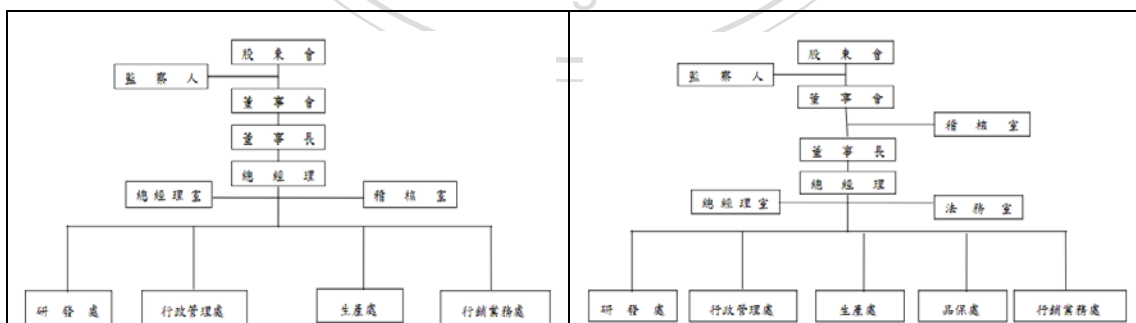 股東會
監察人
董事會
董事長
總經理
總經理室
稽核室
研發處
行政管理處
生產處
行銷業務處
股東會
監察人
董事會
稽核室
董事長
總經理
總經理室
法務室
研發處
行政管理處
生產處
品保處
行銷業務處